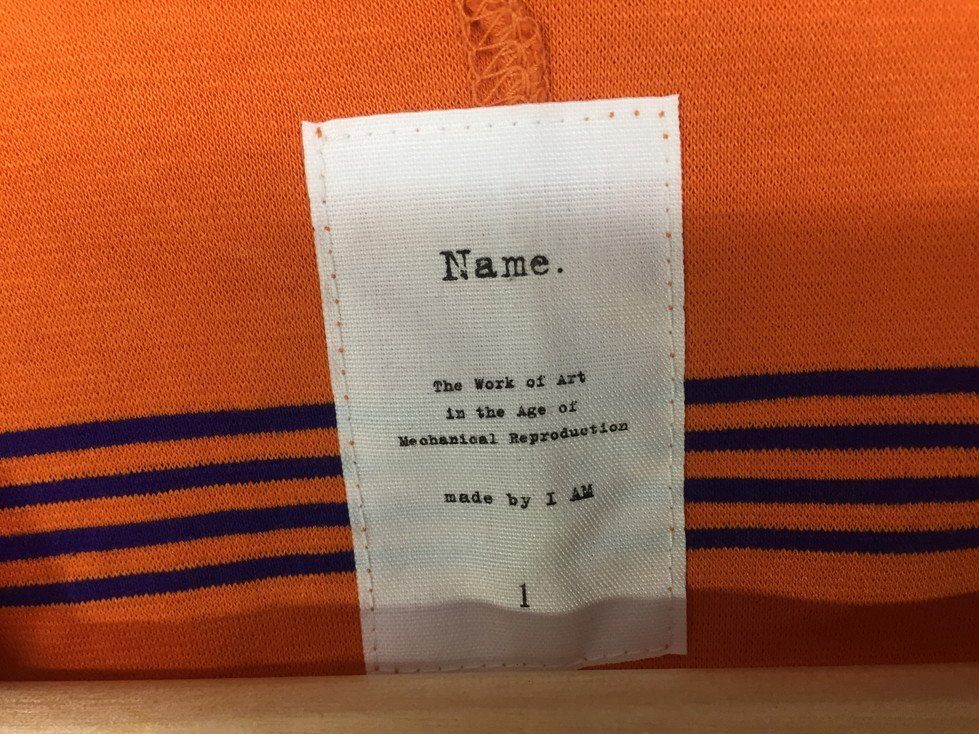 Name.
The Work of Art
in the Age of
Mechanical Reproduction
made by I AM
1